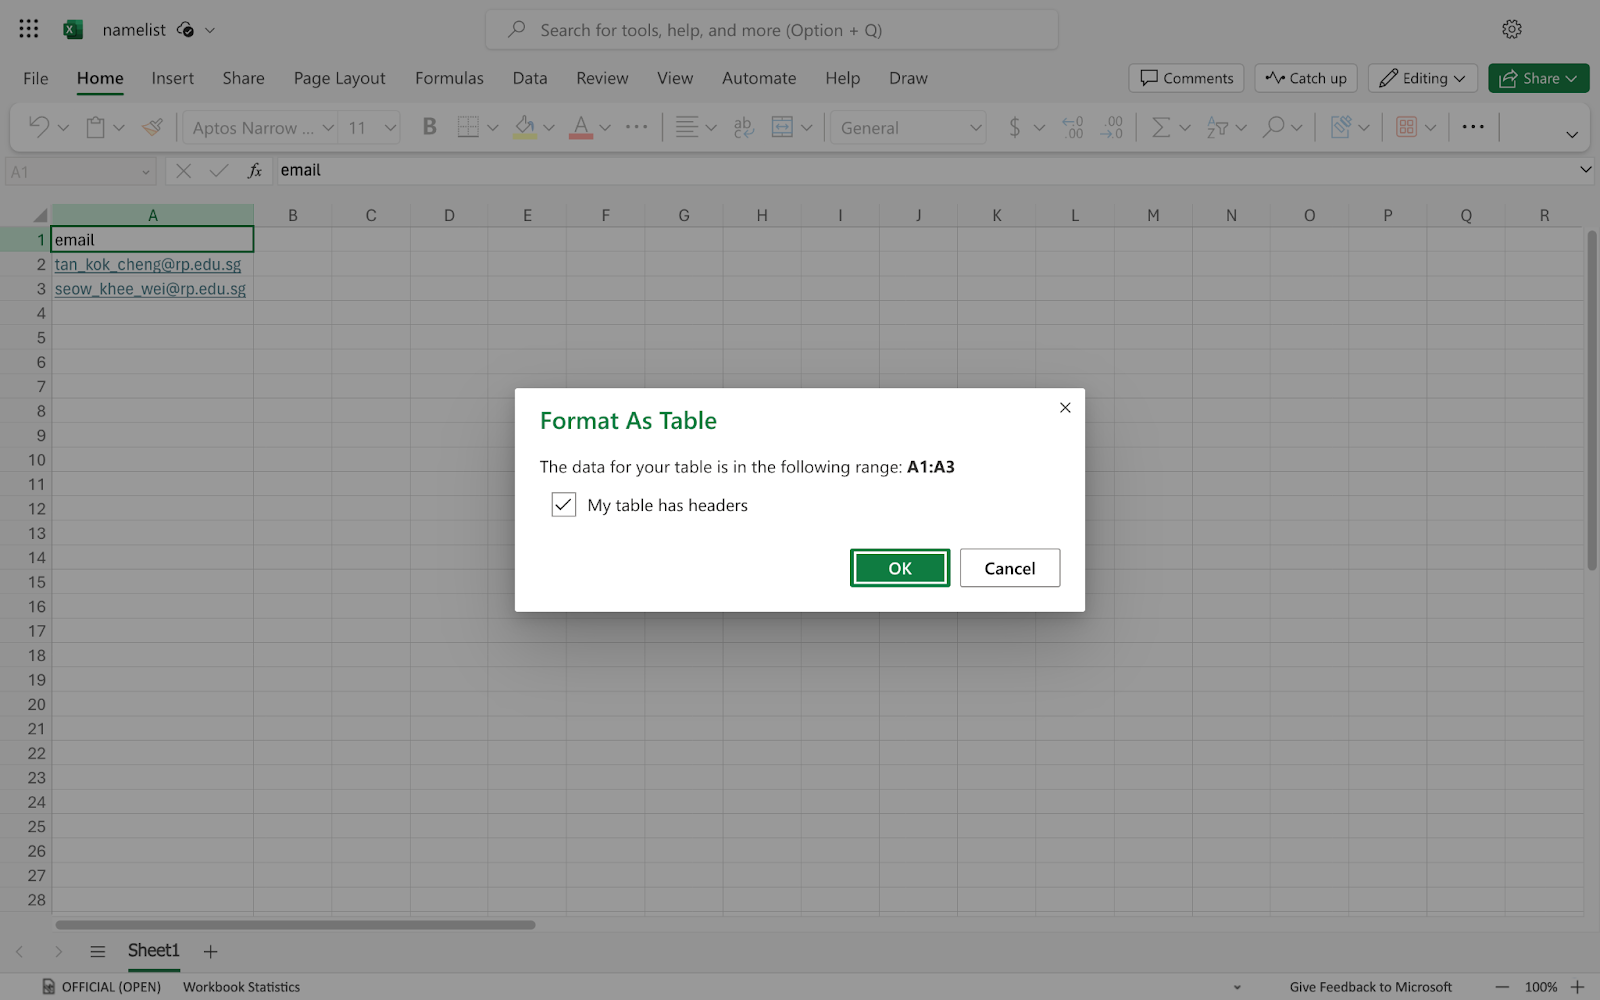 namelist
Search for tools, help, and more (Option + Q)
File Home Insert Share Page Layout Formulas Data Review View Automate Help Draw Comments Catch up Editing Share
Aptos Narrow ... 11 B A ab General $ .00 .00 A Z
A1 fx email
A B C D E F G H I J K L M N O P Q R
1 email
2 tan_kok_cheng@rp.edu.sg
3 seow_khee_wei@rp.edu.sg
4
5
6
7
8
9
10
11
12
13
14
15
16
17
18
19
20
21
22
23
24
25
26
27
28
Format As Table
The data for your table is in the following range: A1:A3
My table has headers
OK Cancel
Sheet1
OFFICIAL (OPEN) Workbook Statistics Give Feedback to Microsoft 100%